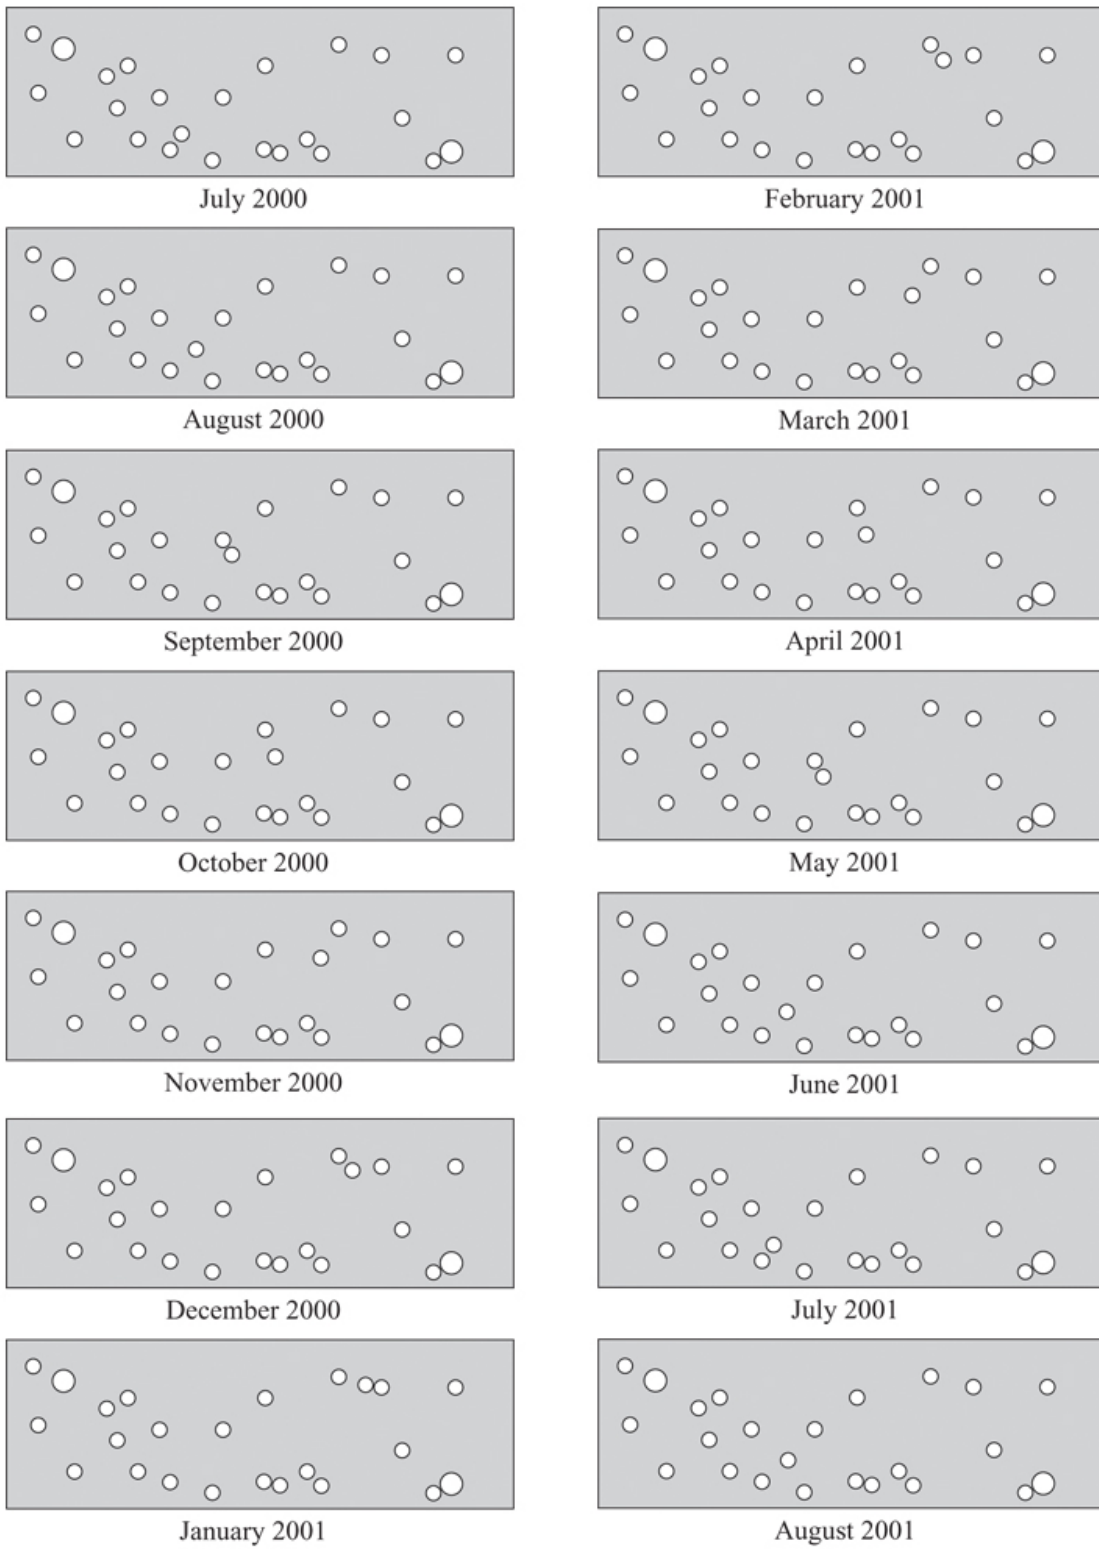 July 2000
February 2001
August 2000
March 2001
September 2000
April 2001
October 2000
May 2001
November 2000
June 2001
December 2000
July 2001
January 2001
August 2001